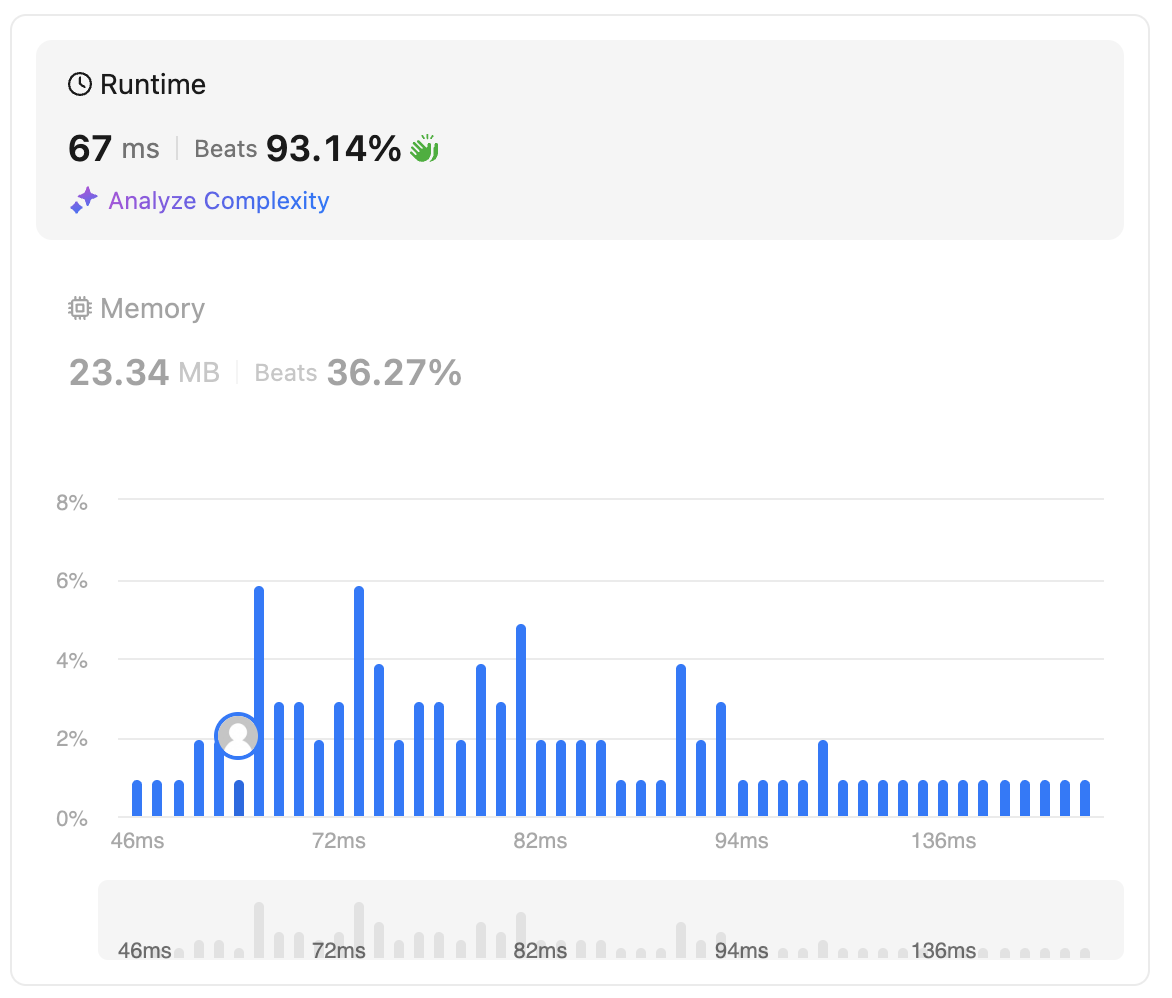 Runtime
67 ms Beats 93.14%
Analyze Complexity
Memory
23.34 MB Beats 36.27%
8%
6%
4%
2%
0%
46ms 72ms 82ms 94ms 136ms
46ms 72ms 82ms 94ms 136ms